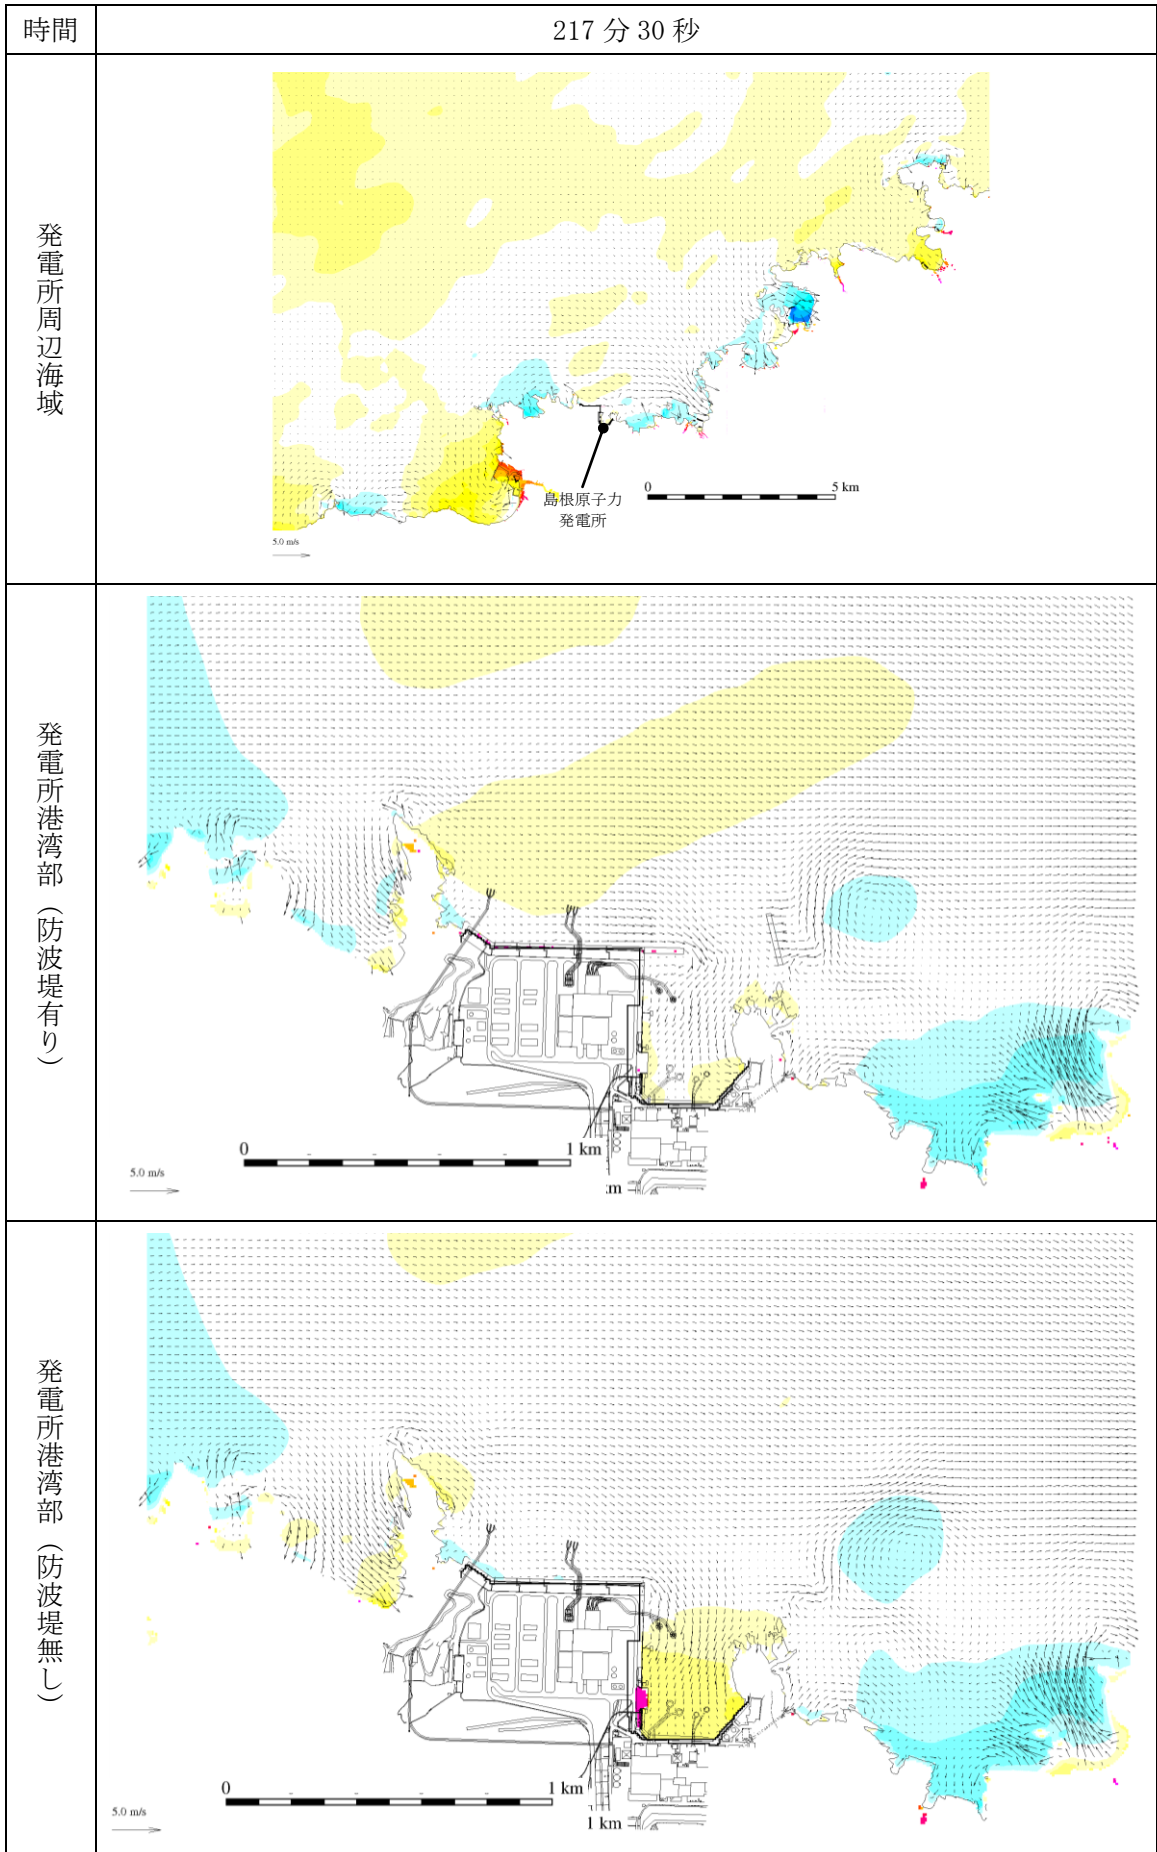 時間
217 分 30 秒
発電所周辺海域
島根原子力
発電所
0
5 km
5.0 m/s
発電所港湾部（防波堤有り）
0
1 km
5.0 m/s
:m
発電所港湾部（防波堤無し）
0
1 km
5.0 m/s
1 km